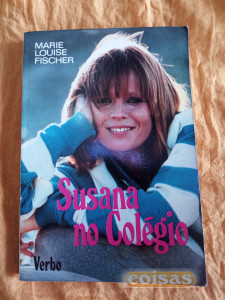 MARIE
LOUISE
FISCHER
Susana
no Colégio
Verbo
coisas